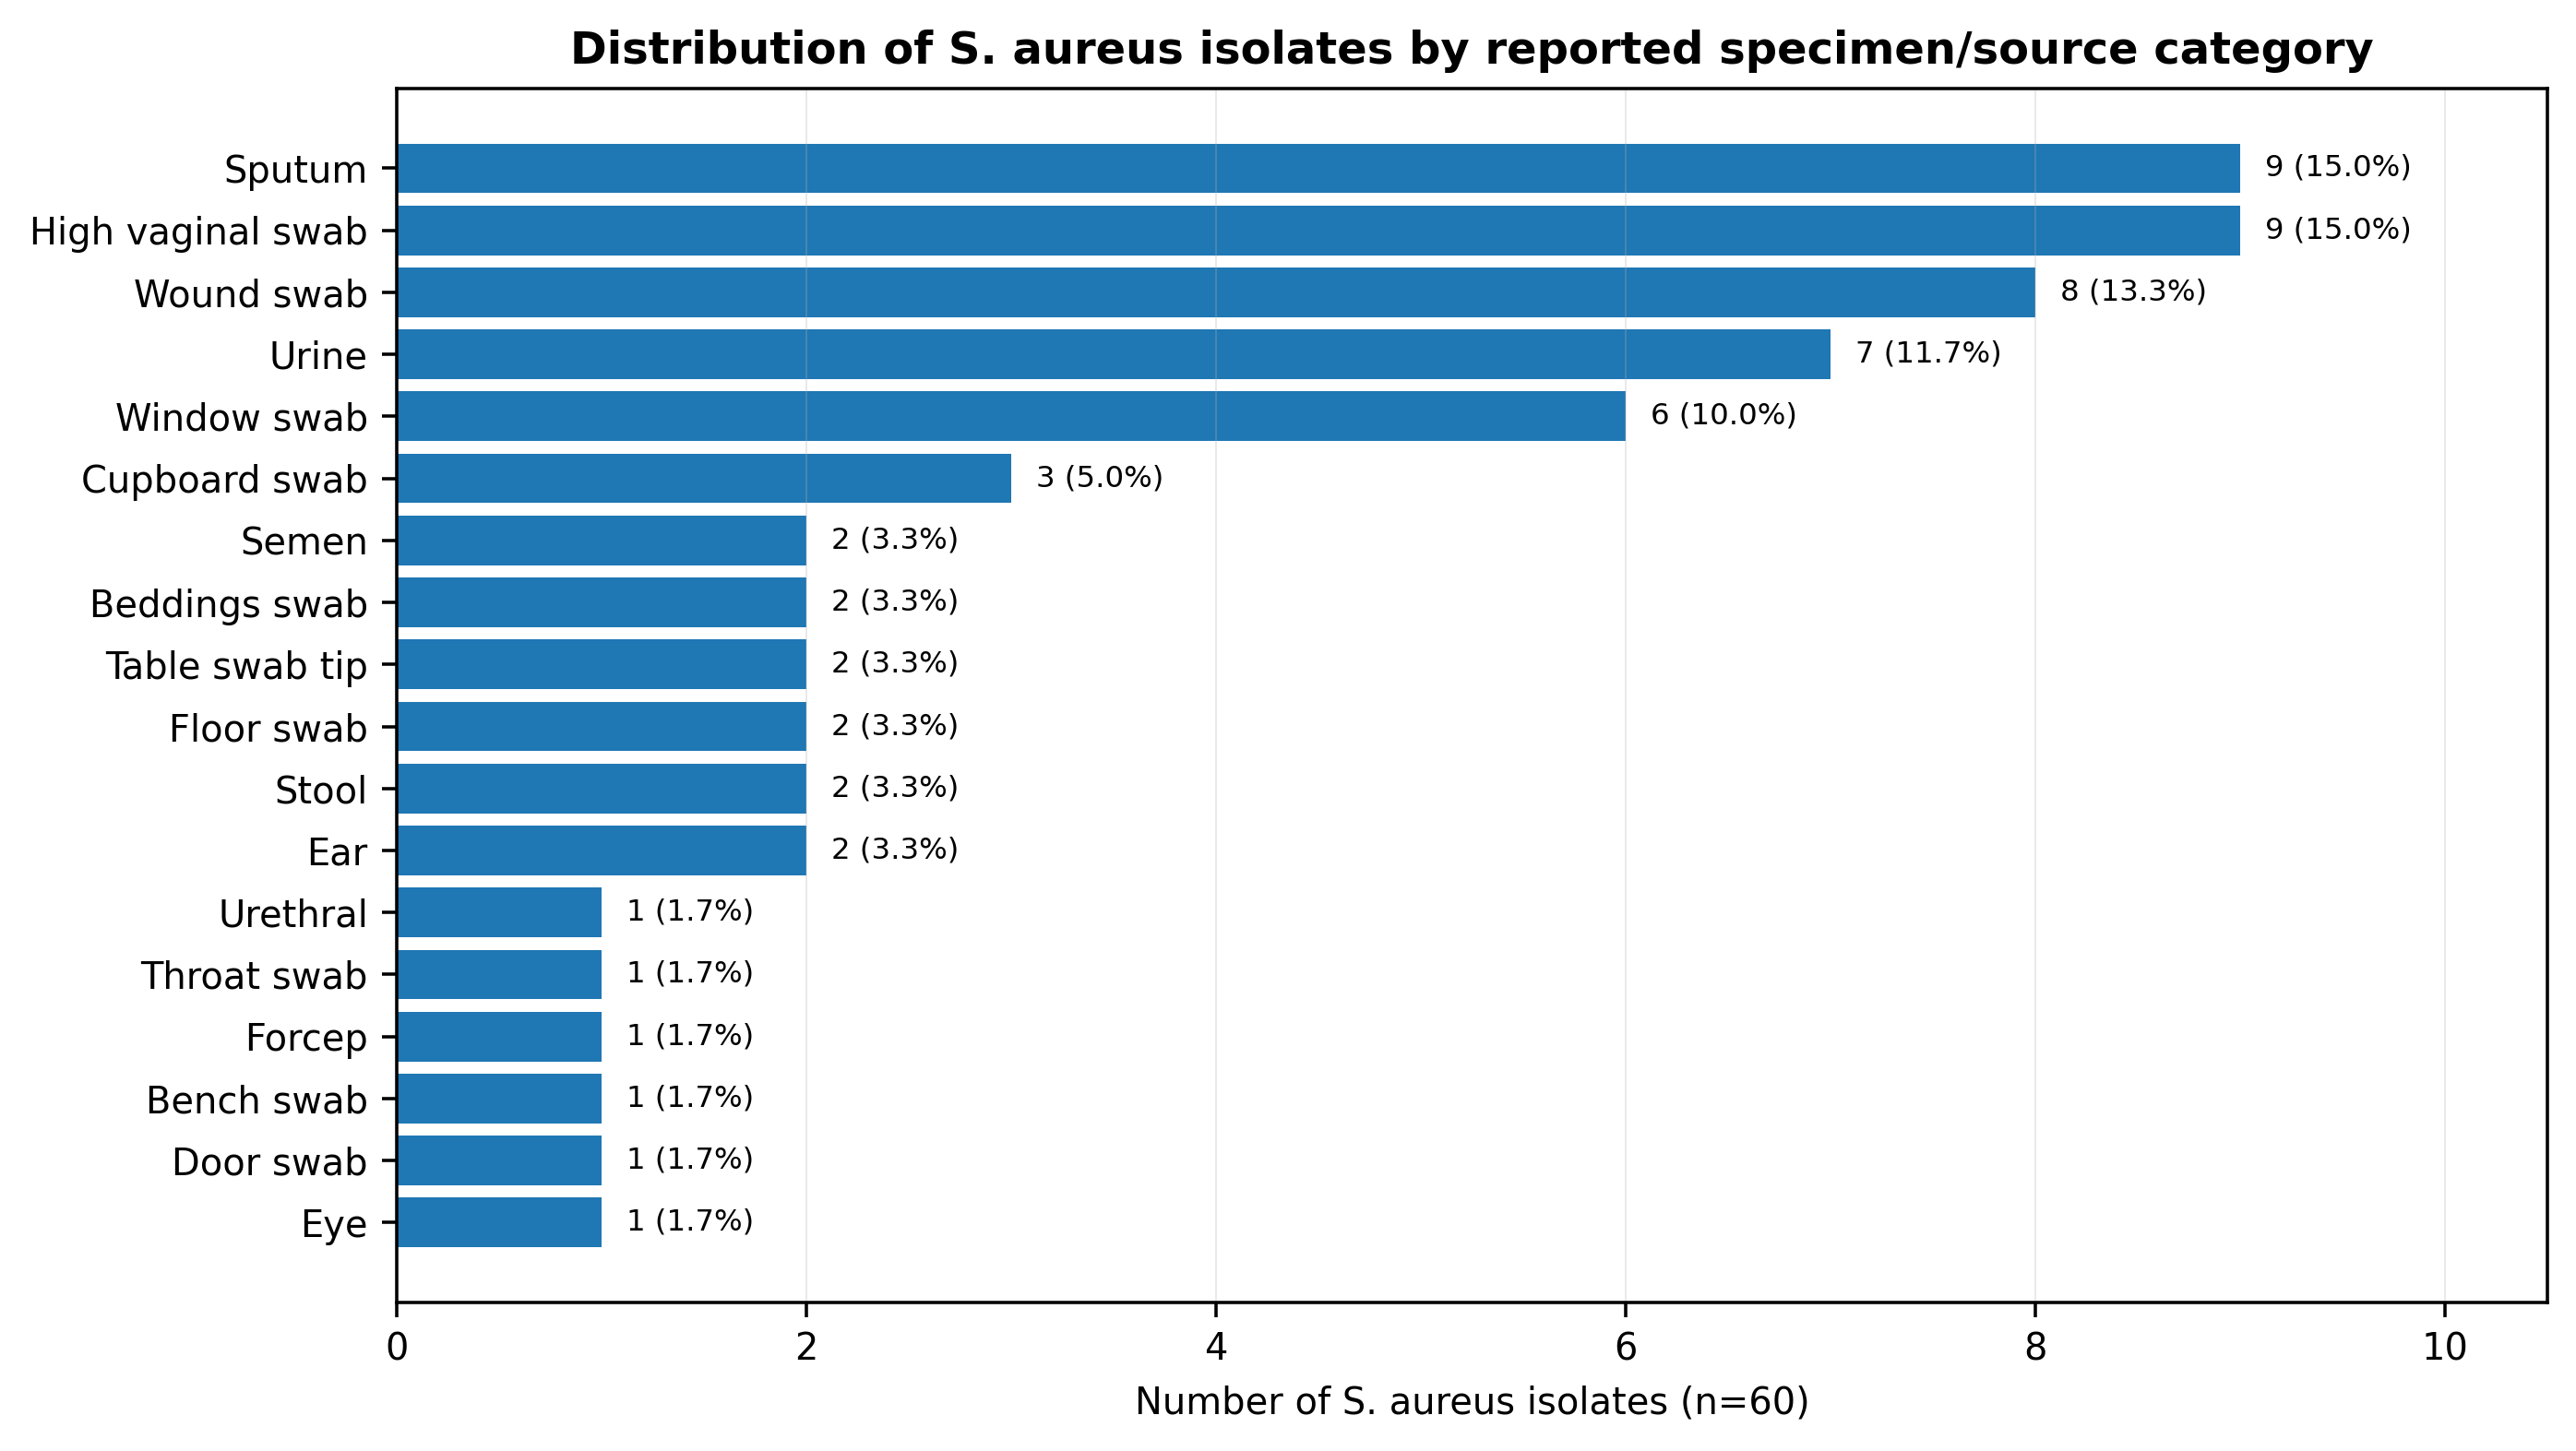 Distribution of S. aureus isolates by reported specimen/source category
Sputum 9 (15.0%)
High vaginal swab 9 (15.0%)
Wound swab 8 (13.3%)
Urine 7 (11.7%)
Window swab 6 (10.0%)
Cupboard swab 3 (5.0%)
Semen 2 (3.3%)
Beddings swab 2 (3.3%)
Table swab tip 2 (3.3%)
Floor swab 2 (3.3%)
Stool 2 (3.3%)
Ear 2 (3.3%)
Urethral 1 (1.7%)
Throat swab 1 (1.7%)
Forcep 1 (1.7%)
Bench swab 1 (1.7%)
Door swab 1 (1.7%)
Eye 1 (1.7%)
0 2 4 6 8 10
Number of S. aureus isolates (n=60)